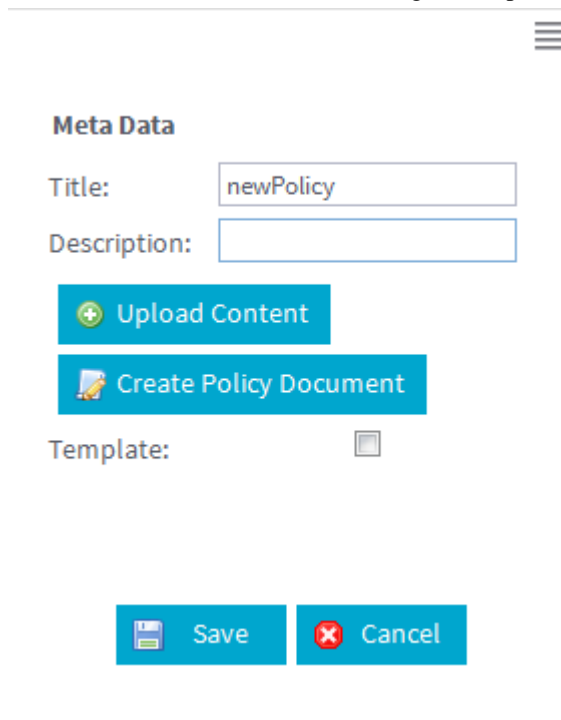 Meta Data
Title: newPolicy
Description:
Upload Content
Create Policy Document
Template:
Save Cancel